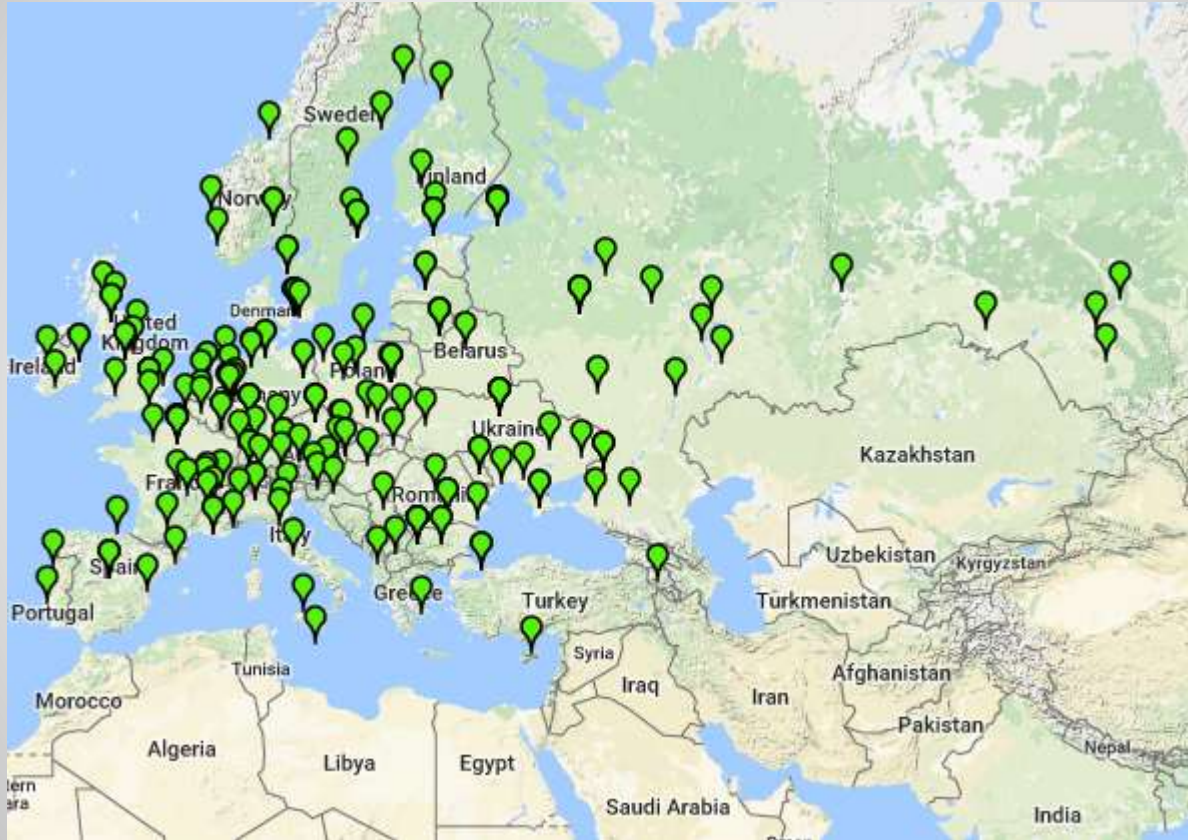 Sweden
Finland
Norway
United
Kingdom
Denmark
Ireland
Belarus
Poland
Germany
Ukraine
Kazakhstan
France
Romania
Italy
Spain
Portugal
Greece
Turkey
Uzbekistan
Kyrgyzstan
Turkmenistan
Syria
Tunisia
Morocco
Iraq
Iran
Afghanistan
Pakistan
Algeria
Libya
Egypt
Nepal
Saudi Arabia
India